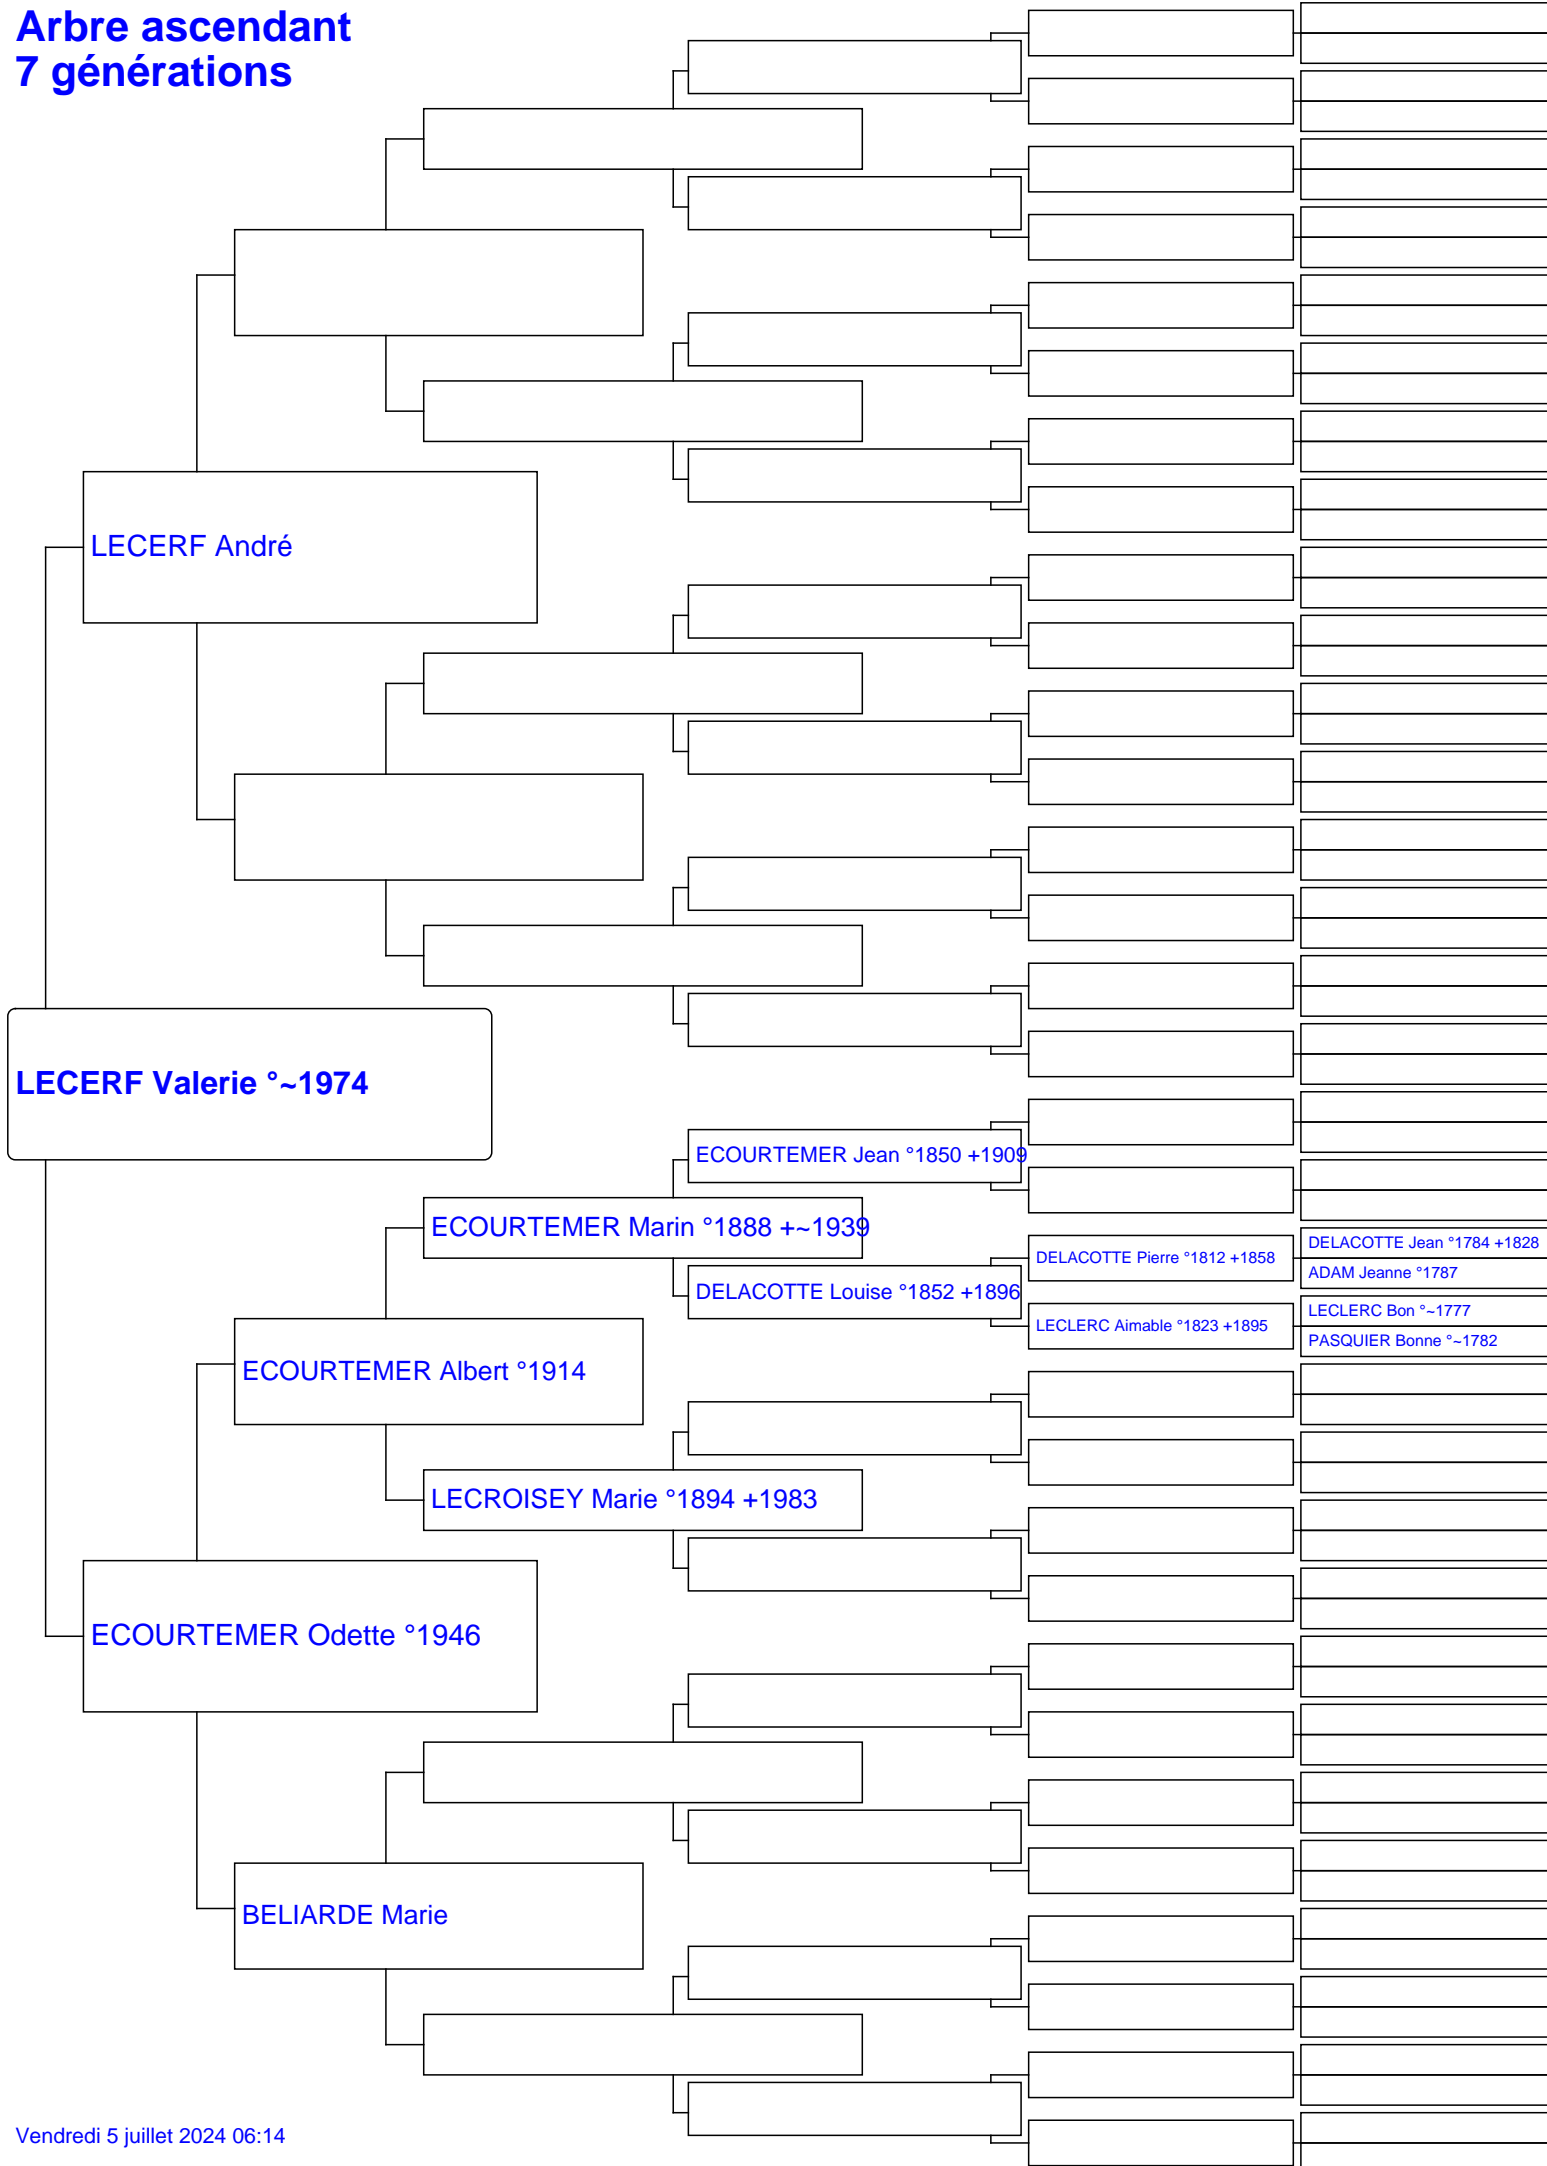 Arbre ascendant
7 générations
LECERF André
LECERF Valerie °~1974
ECOURTEMER Jean °1850 +1909
ECOURTEMER Marin °1888 +~1939
DELACOTTE Pierre °1812 +1858
DELACOTTE Jean °1784 +1828
ADAM Jeanne °1787
DELACOTTE Louise °1852 +1896
LECLERC Aimable °1823 +1895
LECLERC Bon °~1777
PASQUIER Bonne °~1782
ECOURTEMER Albert °1914
LECROISEY Marie °1894 +1983
ECOURTEMER Odette °1946
BELIARDE Marie
Vendredi 5 juillet 2024 06:14